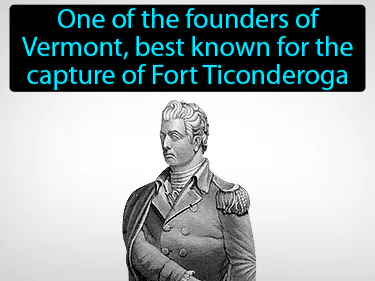 One of the founders of
Vermont, best known for the
capture of Fort Ticonderoga